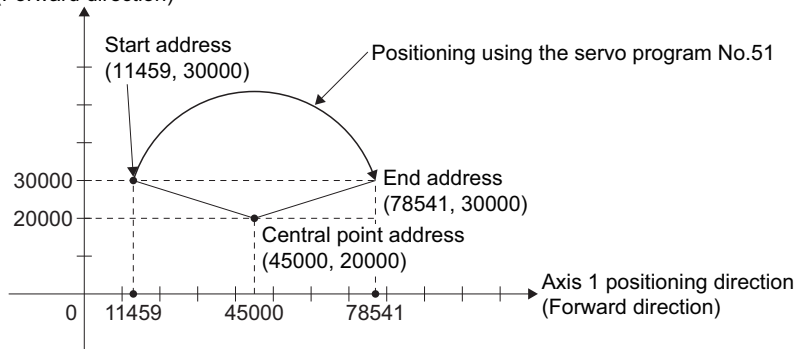 (Forward direction)
Start address
(11459, 30000)
Positioning using the servo program No.51
30000
End address
(78541, 30000)
20000
Central point address
(45000, 20000)
Axis 1 positioning direction
(Forward direction)
0 11459 45000 78541